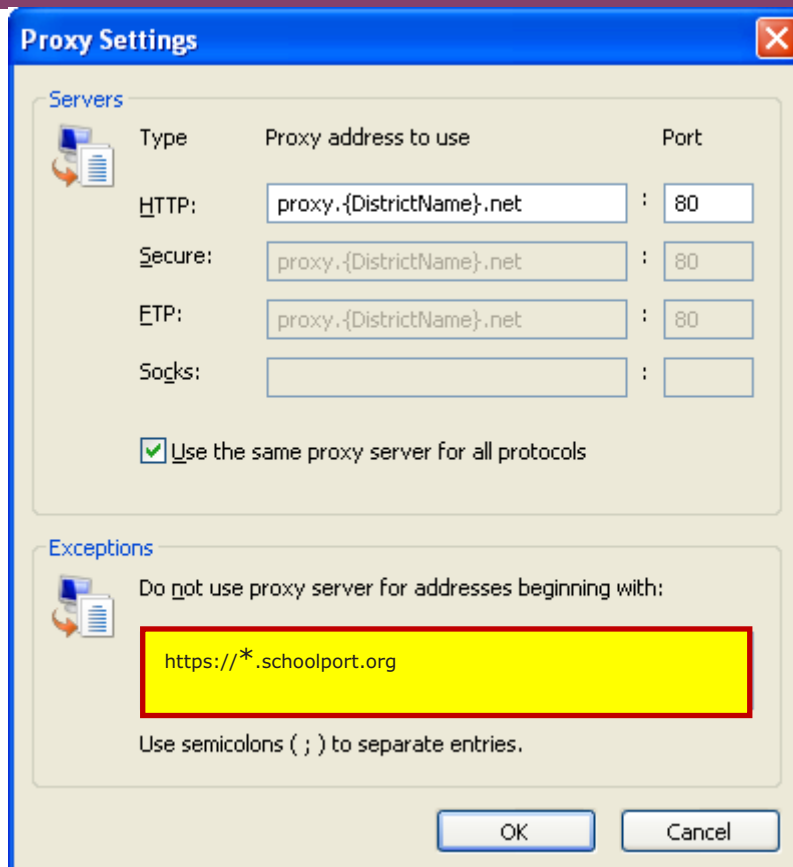 Proxy Settings
Servers
Type Proxy address to use Port
HTTP: proxy.{DistrictName}.net : 80
Secure: proxy.{DistrictName}.net : 80
FTP: proxy.{DistrictName}.net : 80
Socks: :
Use the same proxy server for all protocols
Exceptions
Do not use proxy server for addresses beginning with:
https://*.schoolport.org
Use semicolons ( ; ) to separate entries.
OK Cancel